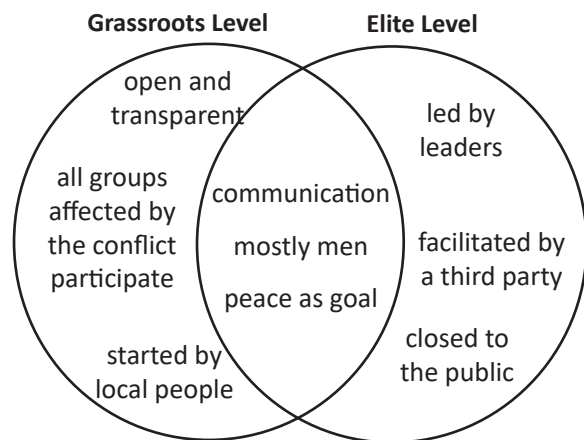 Grassroots Level
Elite Level
open and
transparent
all groups
affected by
the conflict
participate
started by
local people
communication
mostly men
peace as goal
led by
leaders
facilitated by
a third party
closed to
the public